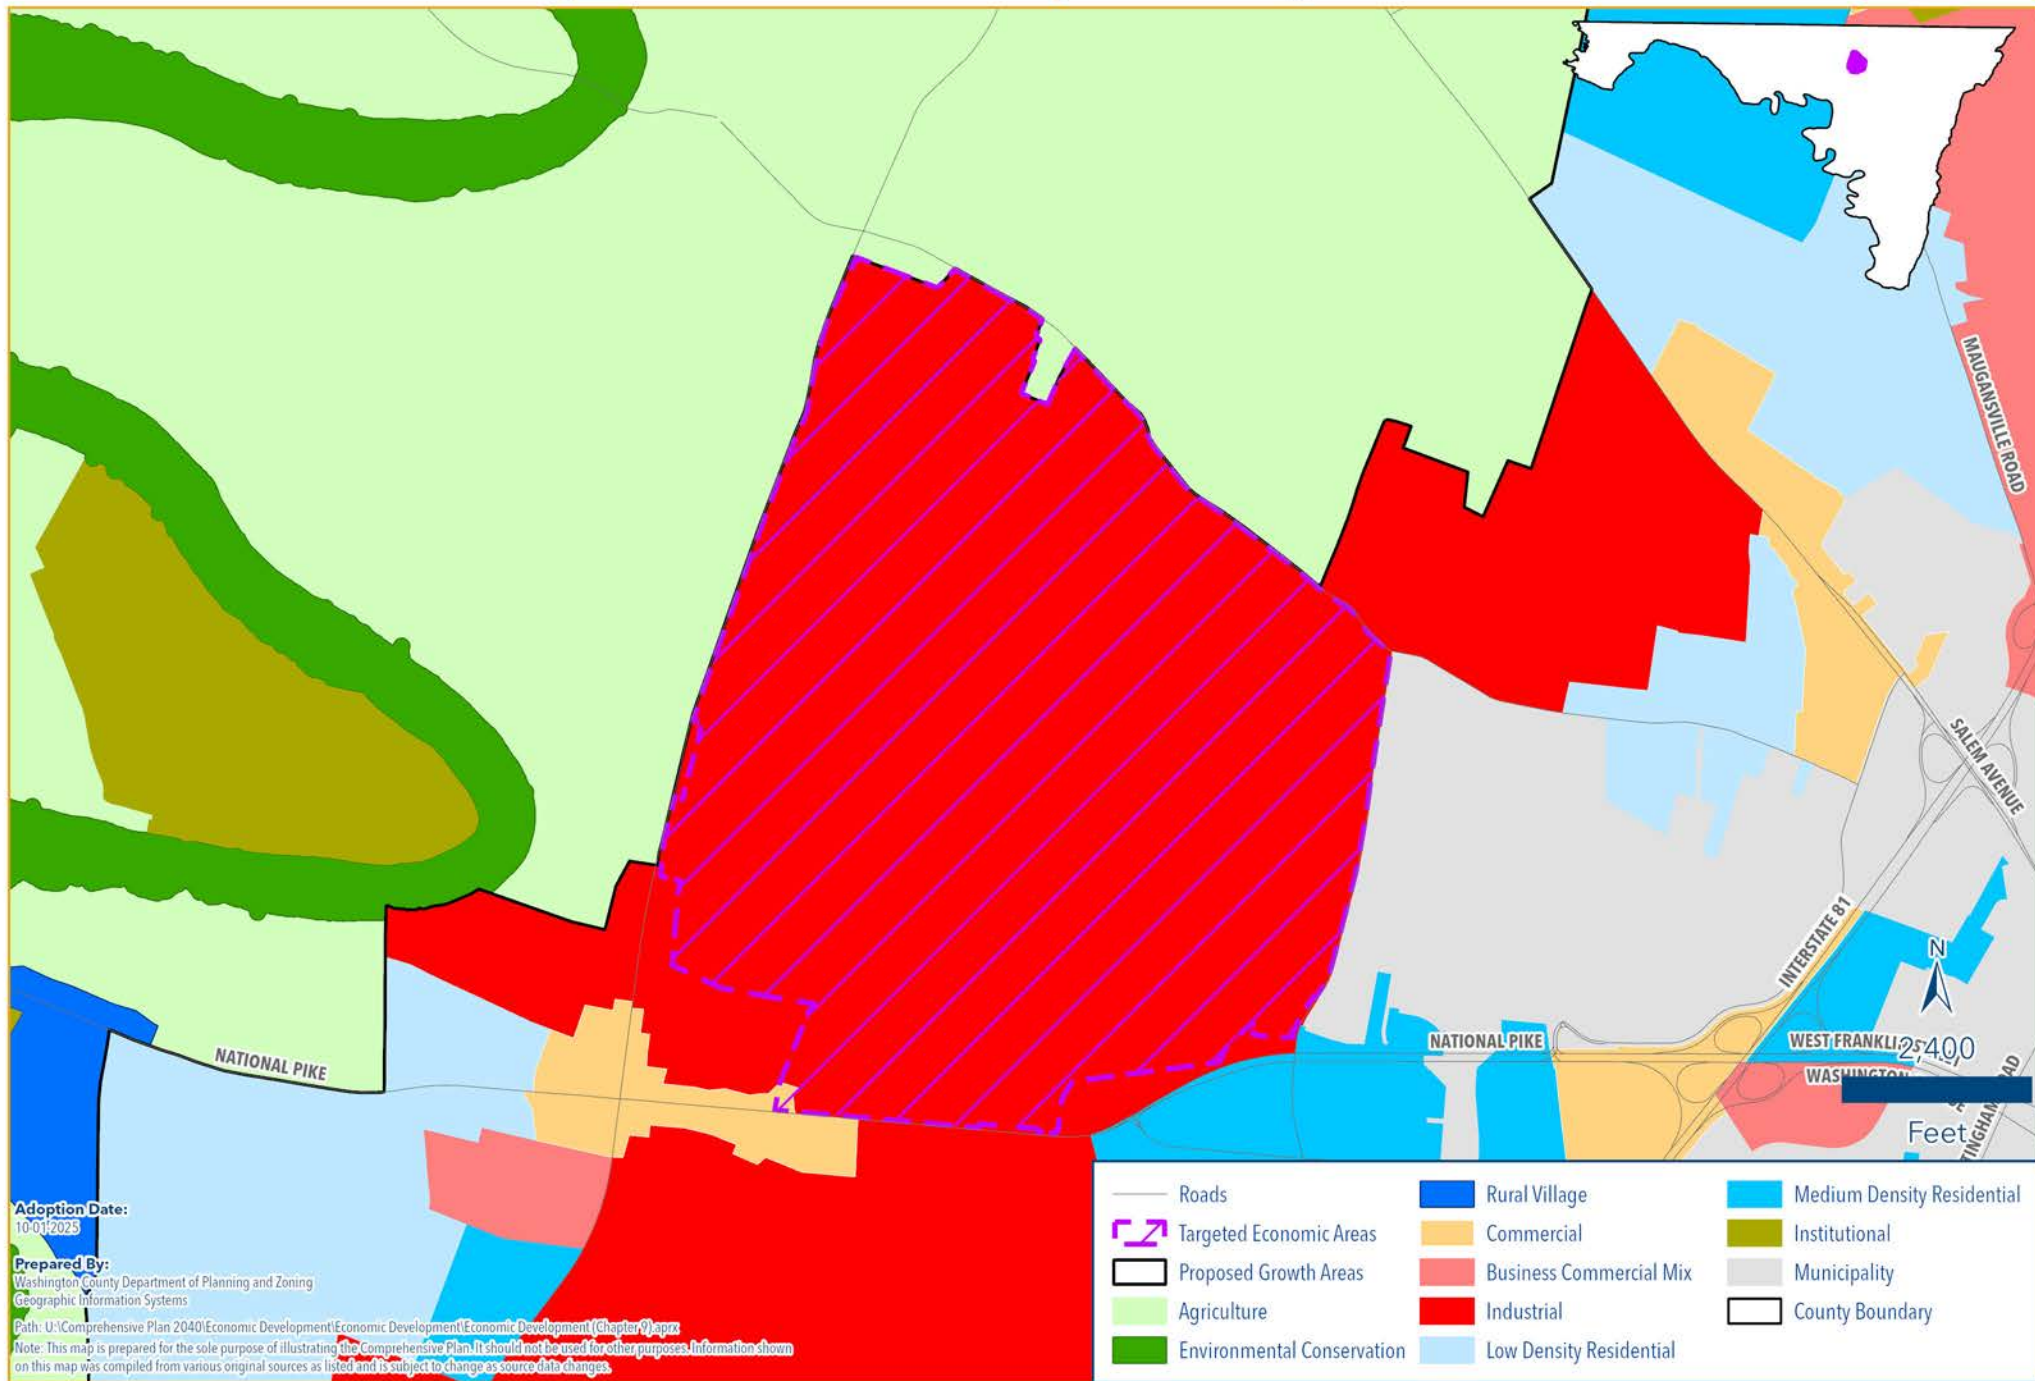 MAUGANSVILLE ROAD
SALEM AVENUE
INTERSTATE 81
N
NATIONAL PIKE
NATIONAL PIKE
WEST FRANKLIN
2,400
WASHINGTON
Feet
Adoption Date:
10-01-2025
Prepared By:
Washington County Department of Planning and Zoning
Geographic Information Systems
Path: U:\Comprehensive Plan 2040\Economic Development\Economic Development\Economic Development (Chapter 9).aprx
Note: This map is prepared for the sole purpose of illustrating the Comprehensive Plan. It should not be used for other purposes. Information shown
on this map was compiled from various original sources as listed and is subject to change as source data changes.
Roads
Targeted Economic Areas
Proposed Growth Areas
Agriculture
Environmental Conservation
Rural Village
Commercial
Business Commercial Mix
Industrial
Low Density Residential
Medium Density Residential
Institutional
Municipality
County Boundary